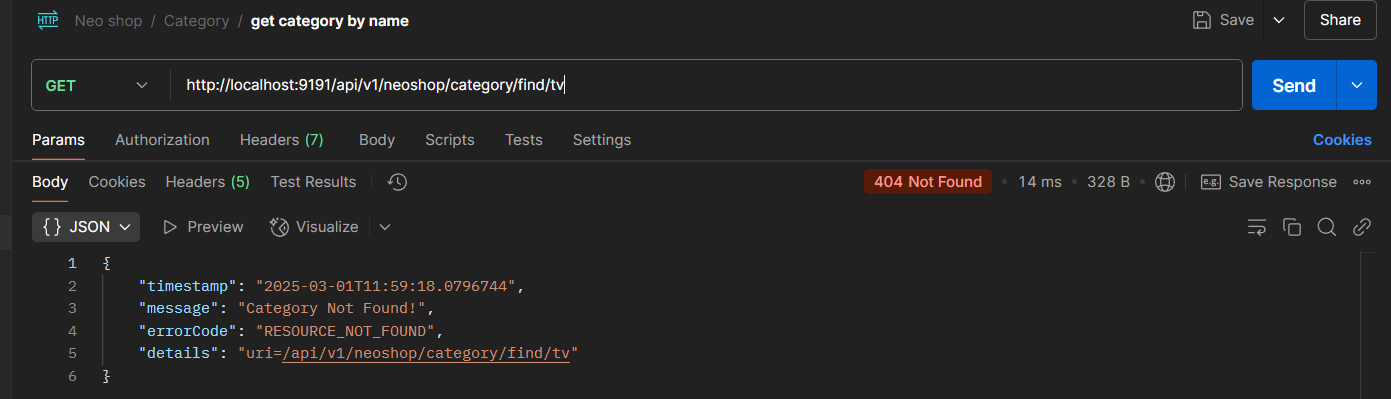 HTTP Neo shop / Category / get category by name Save Share
GET http://localhost:9191/api/v1/neoshop/category/find/tv Send
Params Authorization Headers (7) Body Scripts Tests Settings Cookies
Body Cookies Headers (5) Test Results 404 Not Found • 14 ms • 328 B • e.g. Save Response
{} JSON Preview Visualize
1 {
2 "timestamp": "2025-03-01T11:59:18.0796744",
3 "message": "Category Not Found!",
4 "errorCode": "RESOURCE_NOT_FOUND",
5 "details": "uri=/api/v1/neoshop/category/find/tv"
6 }